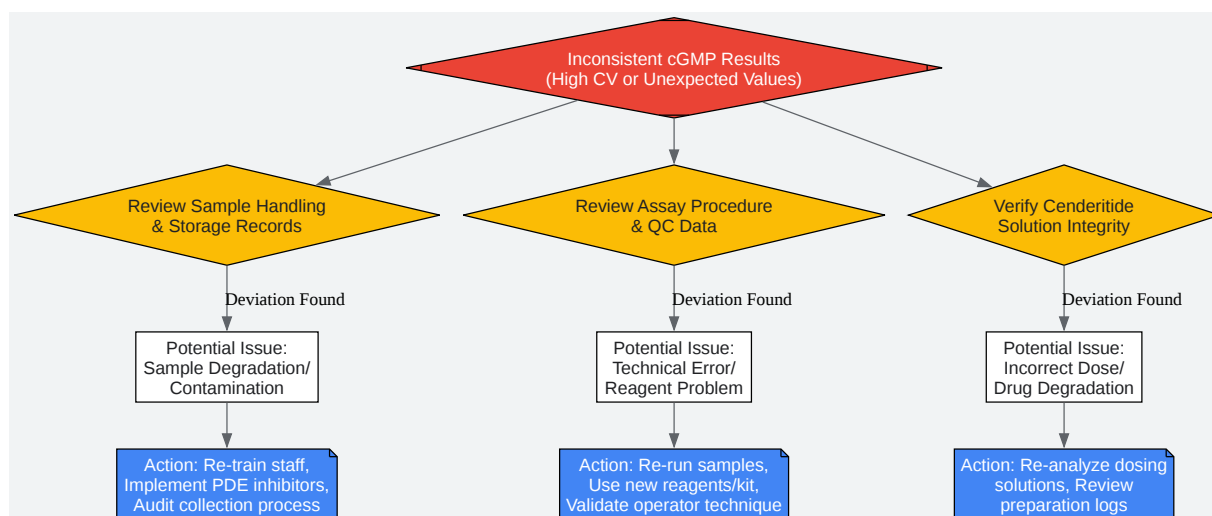 Inconsistent cGMP Results
(High CV or Unexpected Values)
Review Sample Handling
& Storage Records
Review Assay Procedure
& QC Data
Verify Cenderitide
Solution Integrity
Deviation Found
Deviation Found
Deviation Found
Potential Issue:
Sample Degradation/
Contamination
Potential Issue:
Technical Error/
Reagent Problem
Potential Issue:
Incorrect Dose/
Drug Degradation
Action: Re-train staff,
Implement PDE inhibitors,
Audit collection process
Action: Re-run samples,
Use new reagents/kit,
Validate operator technique
Action: Re-analyze dosing
solutions, Review
preparation logs